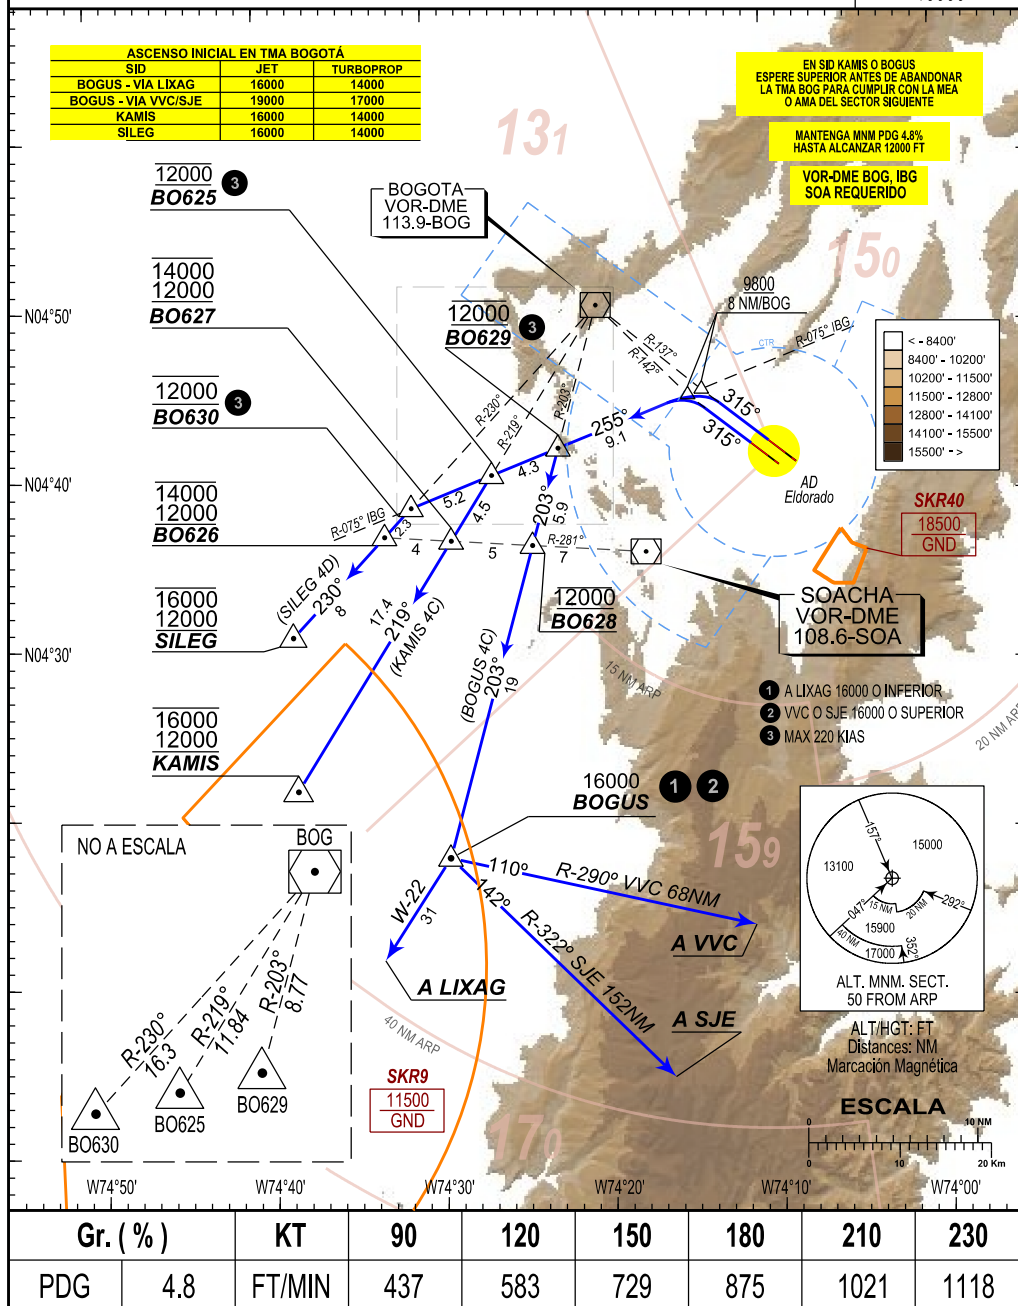 ASCENSO INICIAL EN TMA BOGOTÁ
SID JET TURBOPROP
BOGUS - VIA LIXAG 16000 14000
BOGUS - VIA VVC/SJE 19000 17000
KAMIS 16000 14000
SILEG 16000 14000
EN SID KAMIS O BOGUS
ESPERE SUPERIOR ANTES DE ABANDONAR
LA TMA BOG PARA CUMPLIR CON LA MEA
O AMA DEL SECTOR SIGUIENTE
MANTENGA MNM PDG 4.8%
HASTA ALCANZAR 12000 FT
VOR-DME BOG, IBG
SOA REQUERIDO
131
150
12000
BO625
3
BOGOTA
VOR-DME
113.9-BOG
14000
12000
BO627
12000
BO629
3
9800
8 NM/BOG
R-075° IBG
CTR
R-137°
R-142°
N04°50'
< - 8400'
8400' - 10200'
10200' - 11500'
11500' - 12800'
12800' - 14100'
14100' - 15500'
15500' - >
12000
BO630
3
R-230°
R-219°
R-203°
255°
9.1
315°
315°
4.3
5.2
4.5
2.3
203°
5.9
R-075° IBG
4
5
R-281°
7
AD
Eldorado
N04°40'
14000
12000
BO626
SKR40
18500
GND
(SILEG 4D)
230°
8
17.4
219°
(KAMIS 4C)
12000
BO628
SOACHA
VOR-DME
108.6-SOA
16000
12000
SILEG
N04°30'
(BOGUS 4C)
203°
19
15 NM ARP
20 NM ARP
1 A LIXAG 16000 O INFERIOR
2 VVC O SJE 16000 O SUPERIOR
3 MAX 220 KIAS
16000
12000
KAMIS
16000
BOGUS
1 2
159
NO A ESCALA
BOG
110°
R-290° VVC 68NM
142°
R-322° SJE 152NM
W-22
31
A VVC
A LIXAG
A SJE
40 NM ARP
R-230°
16.3
R-219°
11.84
R-203°
8.77
BO630
BO625
BO629
SKR9
11500
GND
170
157°
13100
15000
047°
15 NM
20 NM
292°
15900
40 NM
17000
352°
ALT. MNM. SECT.
50 FROM ARP
ALT/HGT: FT
Distances: NM
Marcación Magnética
ESCALA
0 10 NM
0 10 20 Km
W74°50' W74°40' W74°30' W74°20' W74°10' W74°00'
Gr. ( % ) KT 90 120 150 180 210 230
PDG 4.8 FT/MIN 437 583 729 875 1021 1118